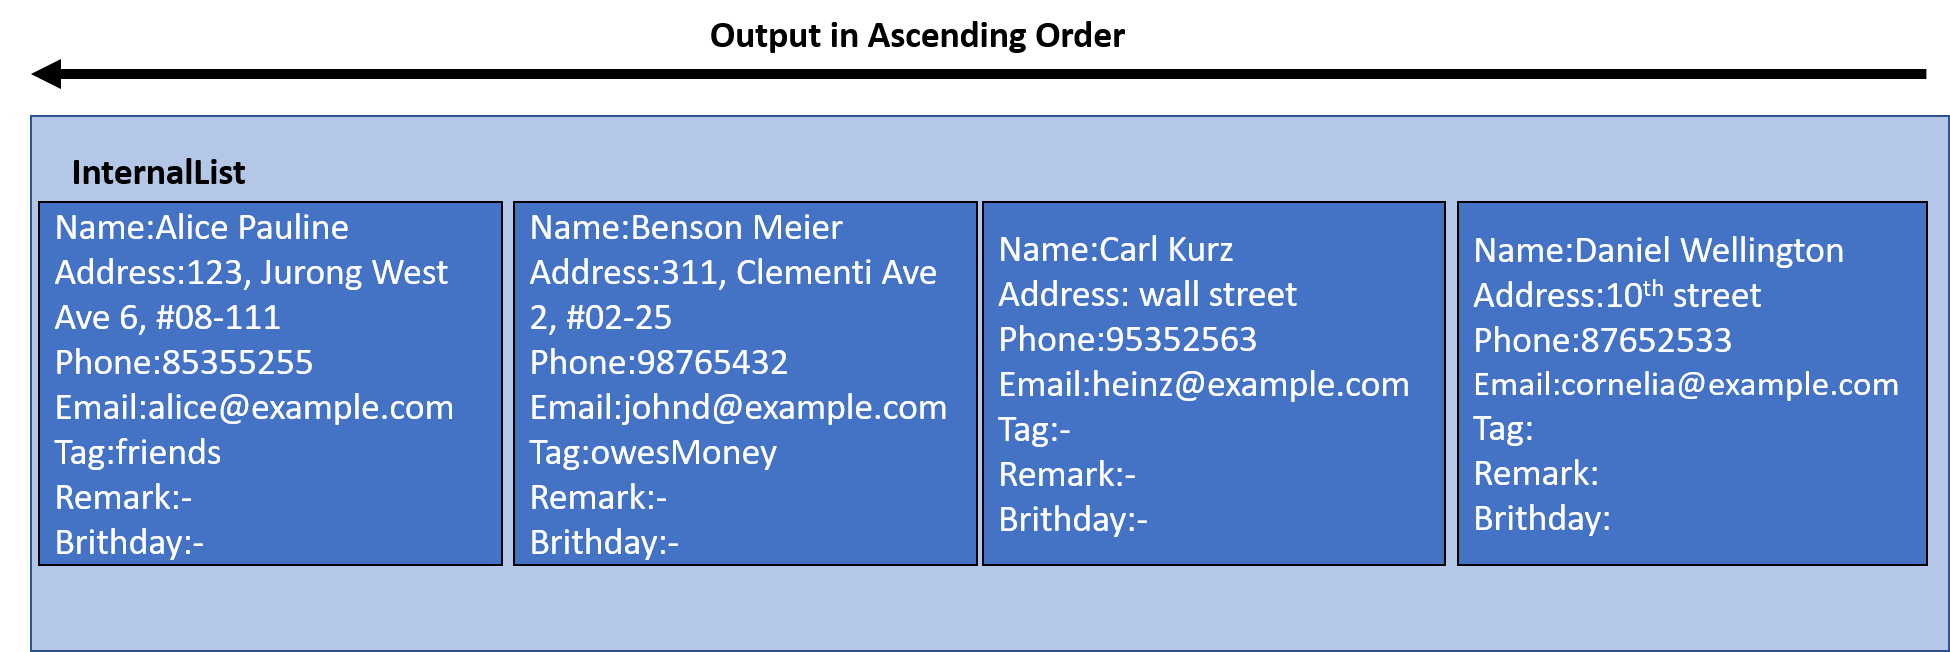 Output in Ascending Order
InternalList
Name:Alice Pauline
Address:123, Jurong West
Ave 6, #08-111
Phone:85355255
Email:alice@example.com
Tag:friends
Remark:-
Brithday:-
Name:Benson Meier
Address:311, Clementi Ave
2, #02-25
Phone:98765432
Email:johnd@example.com
Tag:owesMoney
Remark:-
Brithday:-
Name:Carl Kurz
Address: wall street
Phone:95352563
Email:heinz@example.com
Tag:-
Remark:-
Brithday:-
Name:Daniel Wellington
Address:10th street
Phone:87652533
Email:cornelia@example.com
Tag:
Remark:
Brithday: